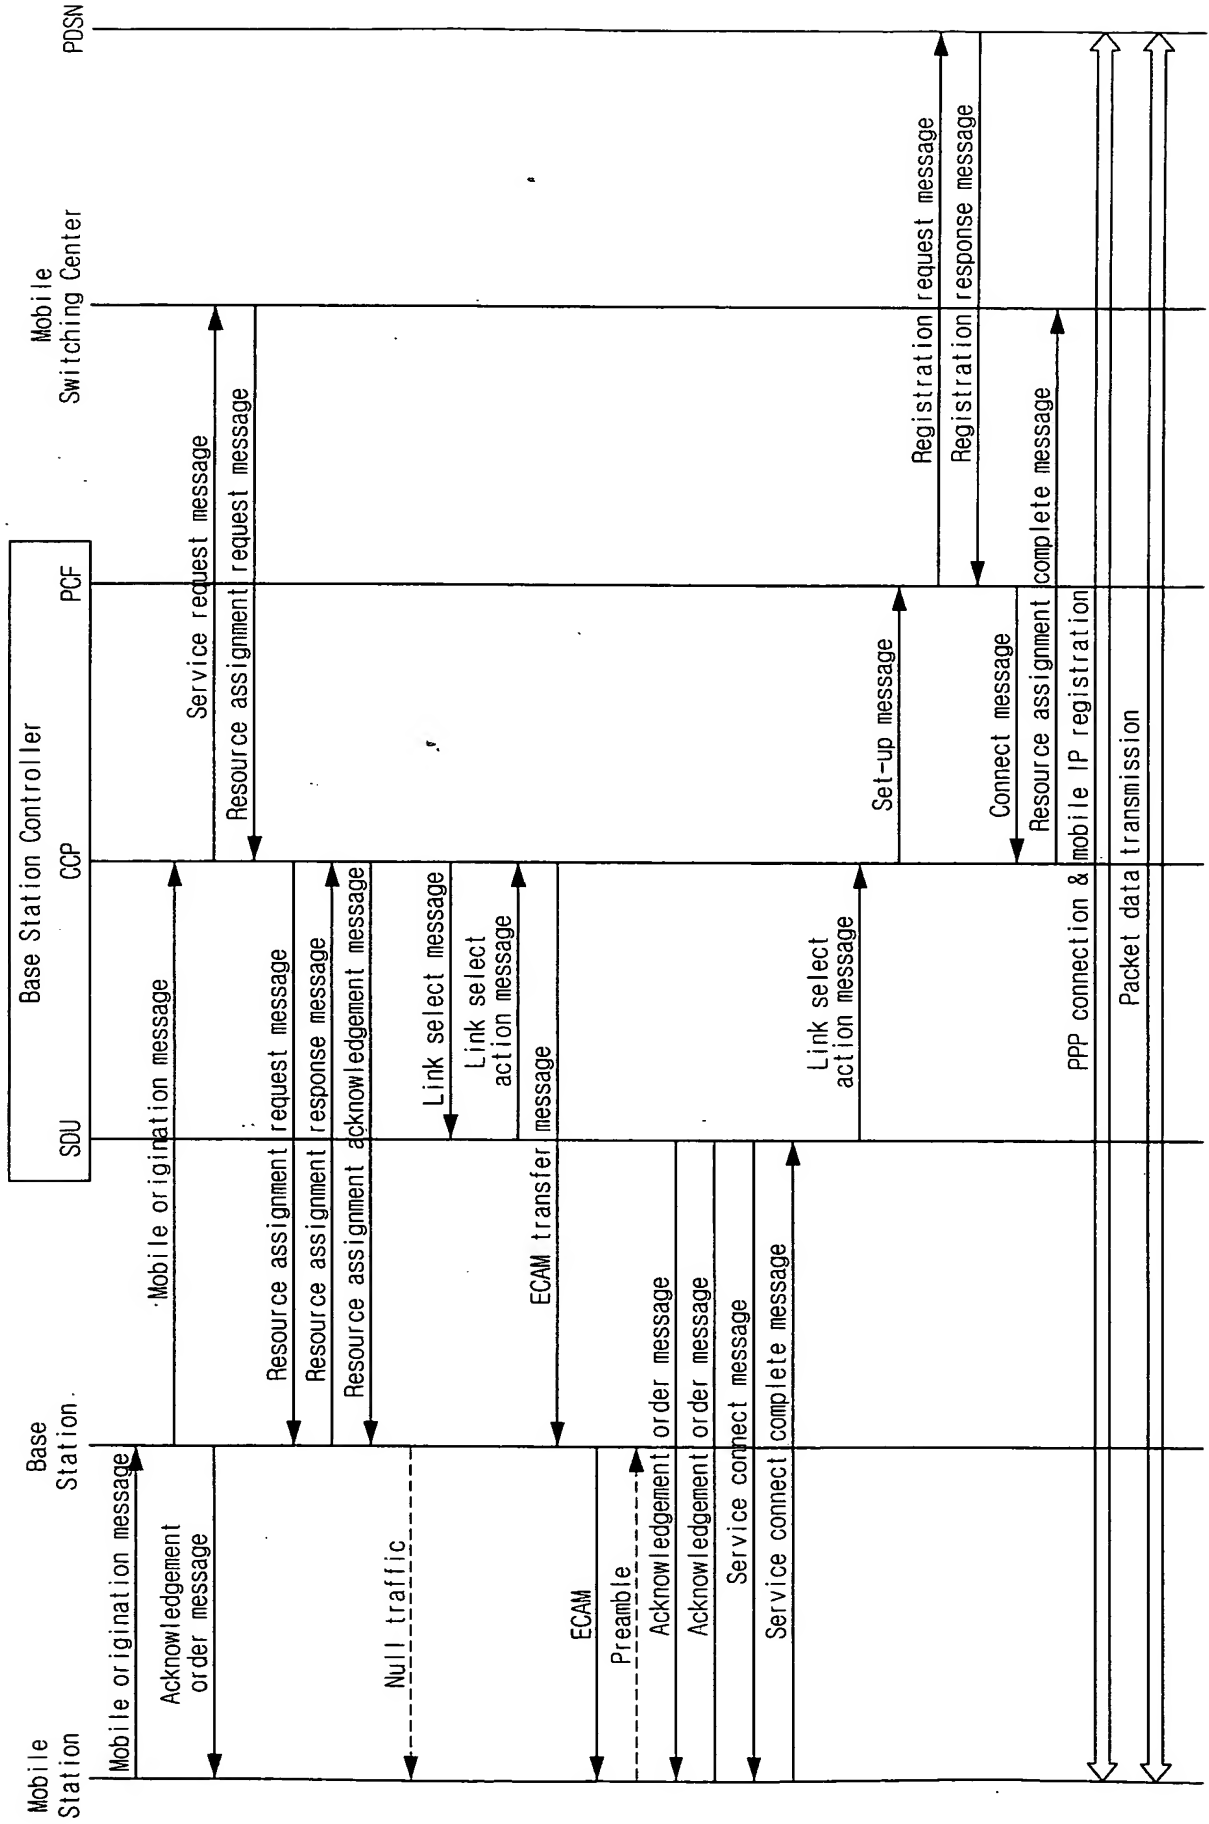 Base Station Controller
Mobile
Station
Base
Station
SDU
CCP
PCF
Mobile
Switching Center
PDSN
Mobile origination message
Mobile origination message
Acknowledgement
order message
Service request message
Resource assignment request message
Resource assignment request message
Resource assignment response message
Resource assignment acknowledgement message
Null traffic
Link select message
Link select
action message
ECAM transfer message
ECAM
Preamble
Acknowledgement order message
Acknowledgement order message
Service connect message
Service connect complete message
Link select
action message
Set-up message
Registration request message
Registration response message
Connect message
Resource assignment complete message
PPP connection & mobile IP registration
Packet data transmission